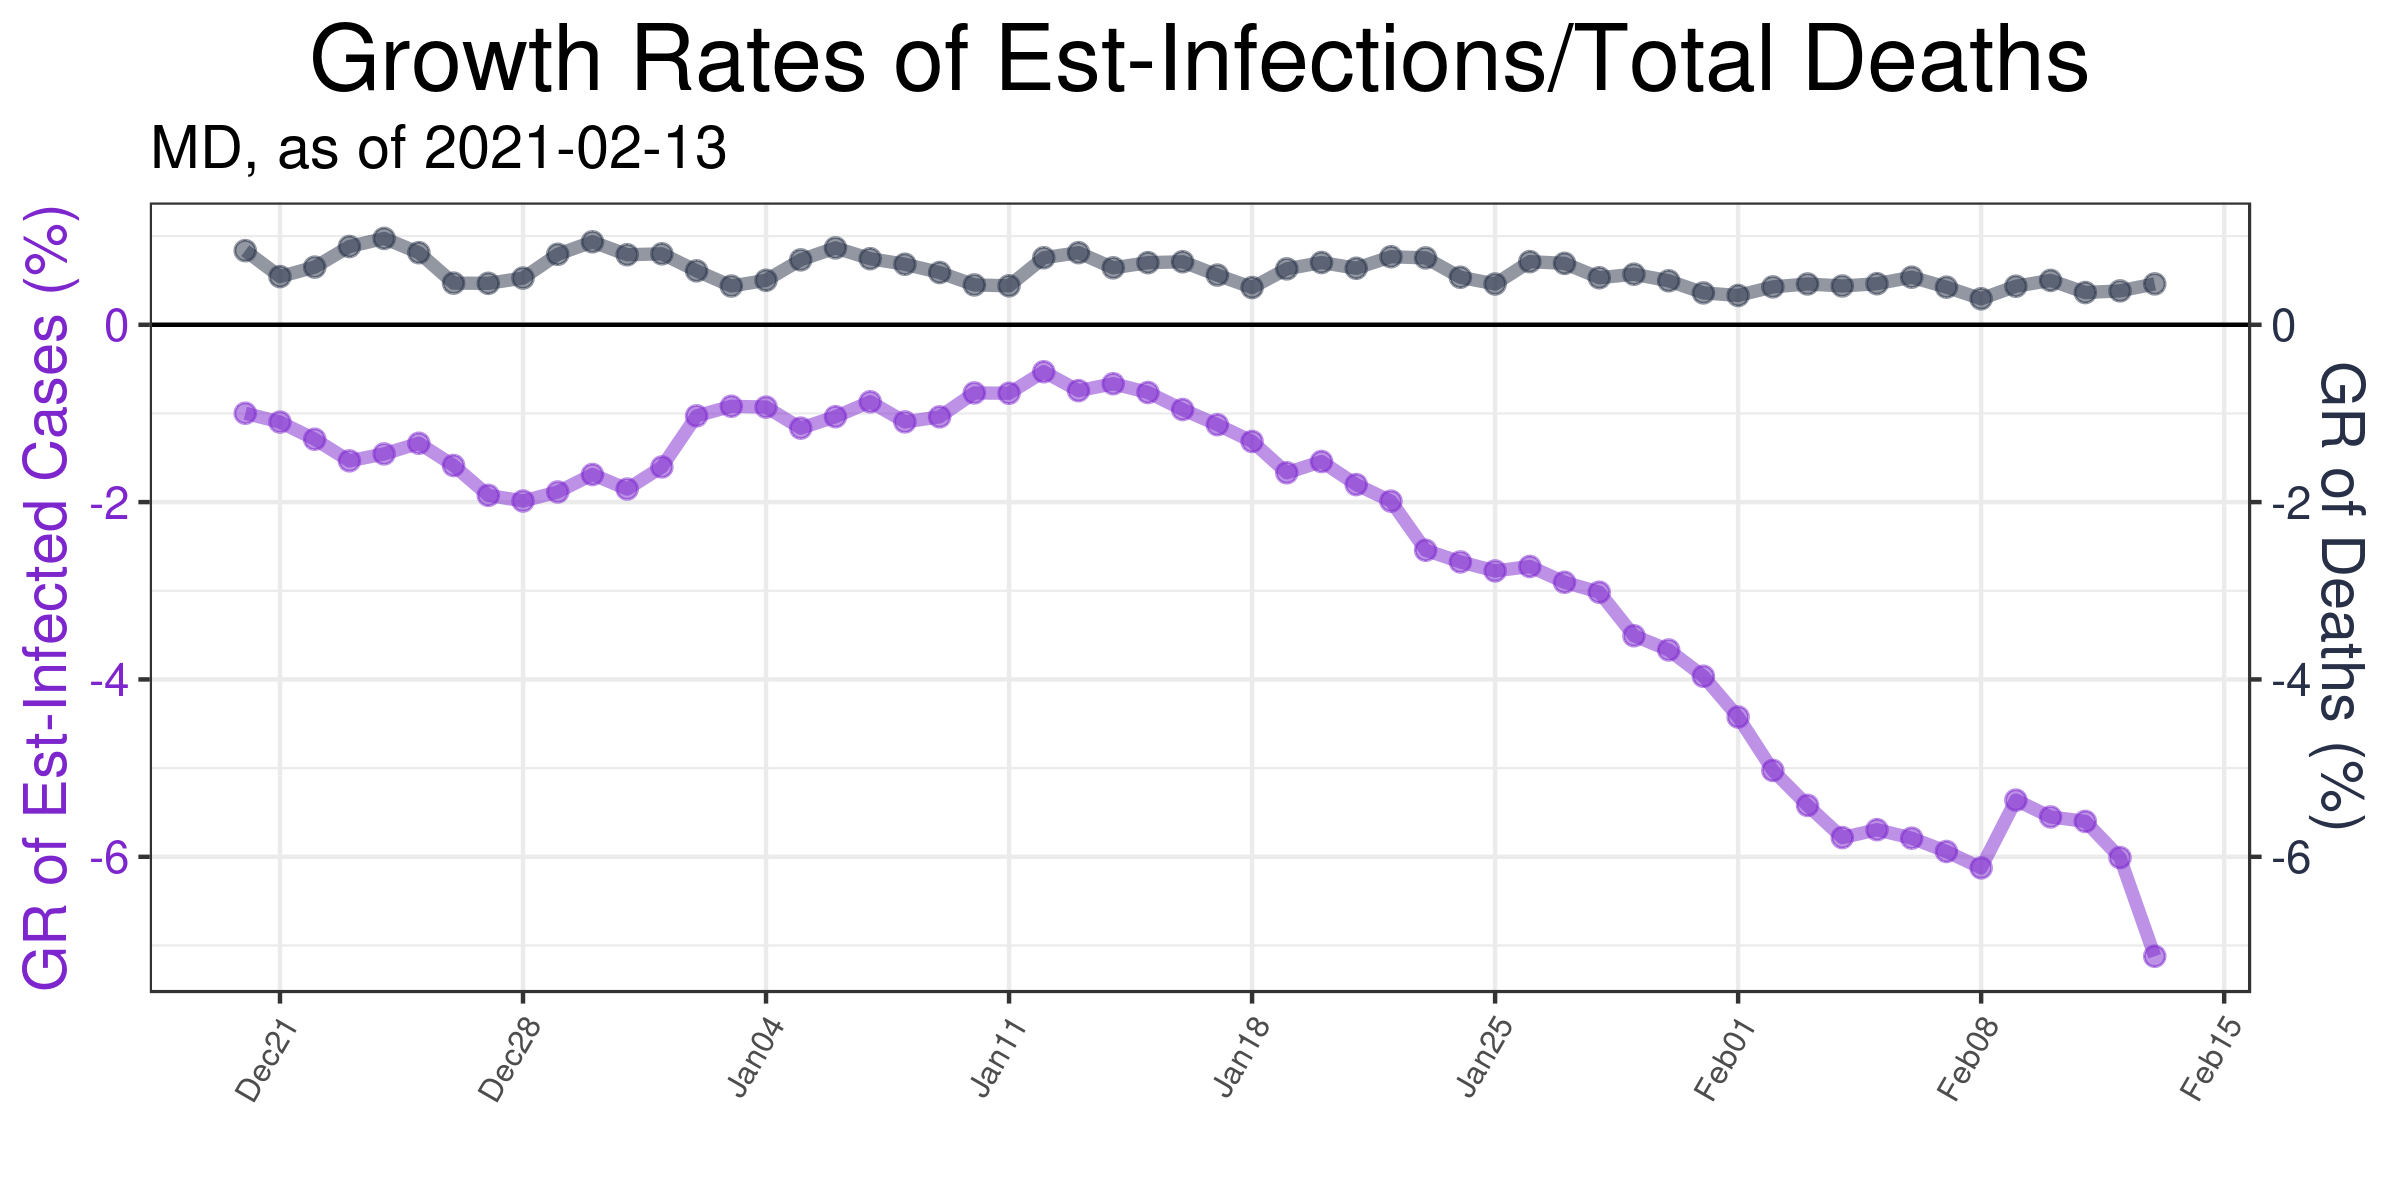 Growth Rates of Est-Infections/Total Deaths
MD, as of 2021-02-13
GR of Est-Infected Cases (%)
0
-2
-4
-6
0
-2
-4
-6
GR of Deaths (%)
Dec21
Dec28
Jan04
Jan11
Jan18
Jan25
Feb01
Feb08
Feb15